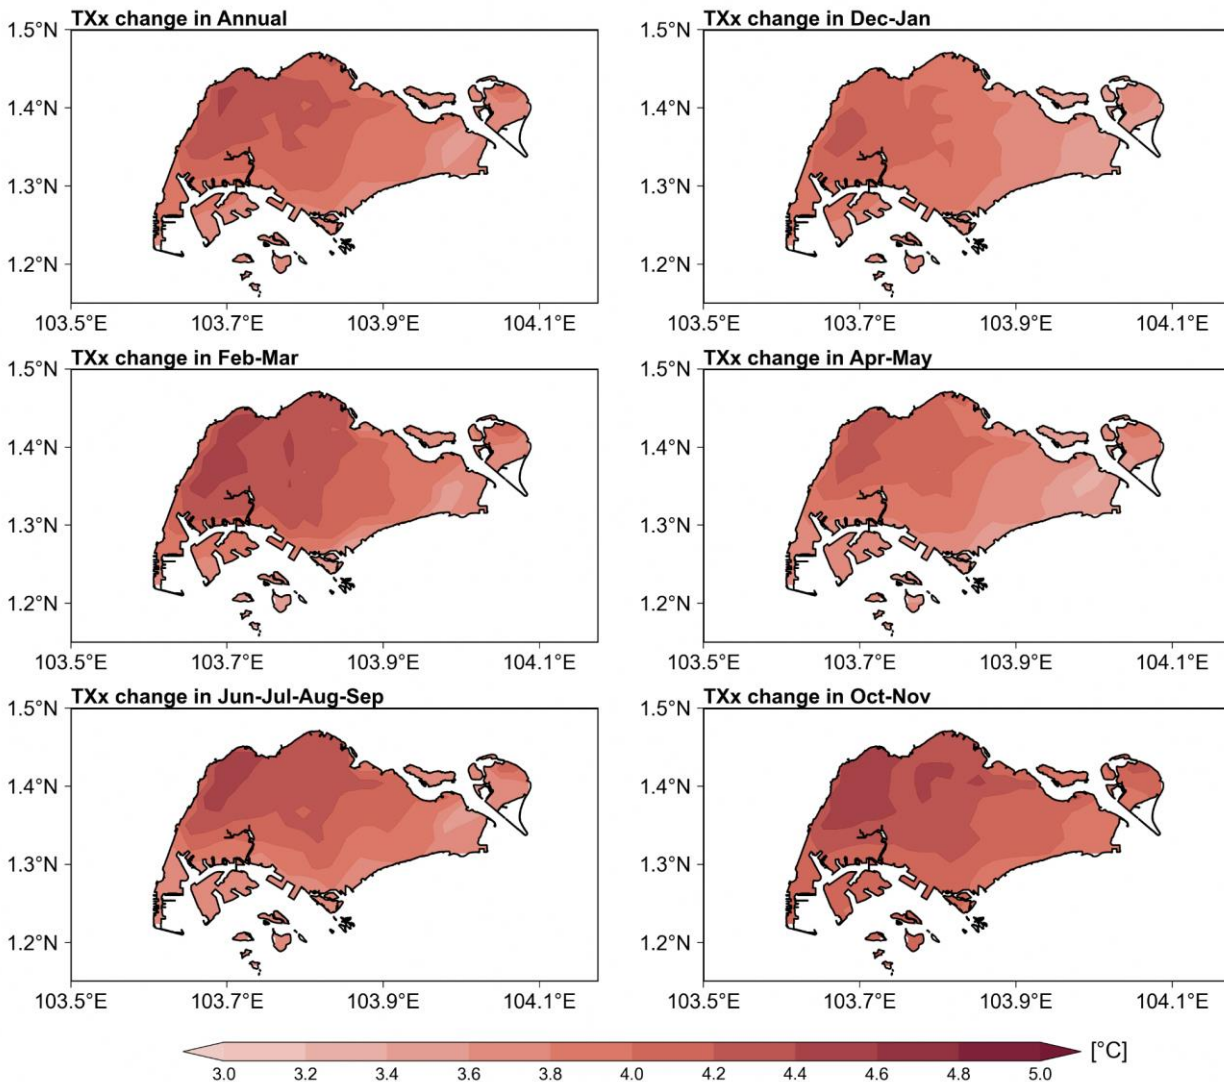 TXx change in Annual
TXx change in Dec-Jan
1.5°N
1.4°N
1.3°N
1.2°N
103.5°E 103.7°E 103.9°E 104.1°E
1.5°N
1.4°N
1.3°N
1.2°N
103.5°E 103.7°E 103.9°E 104.1°E
TXx change in Feb-Mar
TXx change in Apr-May
1.5°N
1.4°N
1.3°N
1.2°N
103.5°E 103.7°E 103.9°E 104.1°E
1.5°N
1.4°N
1.3°N
1.2°N
103.5°E 103.7°E 103.9°E 104.1°E
TXx change in Jun-Jul-Aug-Sep
TXx change in Oct-Nov
1.5°N
1.4°N
1.3°N
1.2°N
103.5°E 103.7°E 103.9°E 104.1°E
1.5°N
1.4°N
1.3°N
1.2°N
103.5°E 103.7°E 103.9°E 104.1°E
[°C]
3.0 3.2 3.4 3.6 3.8 4.0 4.2 4.4 4.6 4.8 5.0